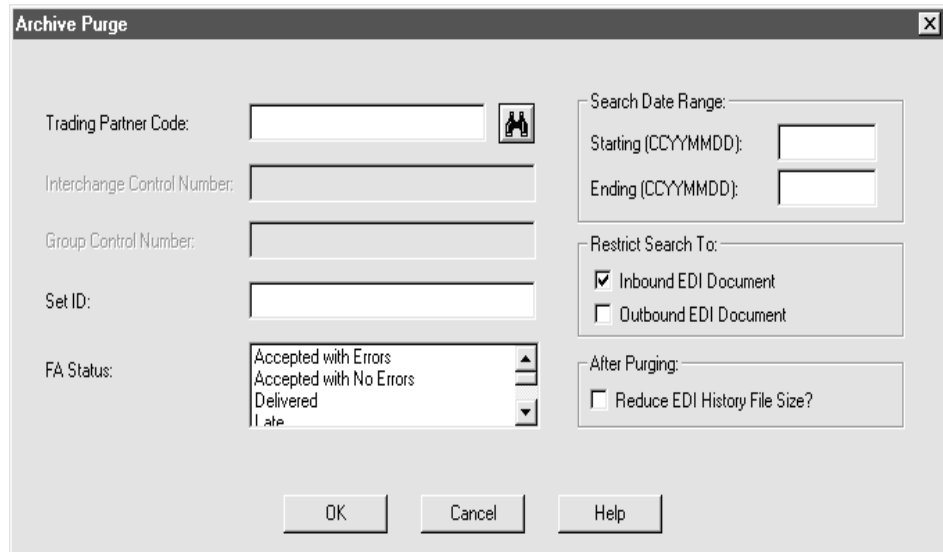 Archive Purge
Trading Partner Code:
Interchange Control Number:
Group Control Number:
Set ID:
FA Status:
Accepted with Errors
Accepted with No Errors
Delivered
Late
Search Date Range:
Starting (CCYYMMDD):
Ending (CCYYMMDD):
Restrict Search To:
Inbound EDI Document
Outbound EDI Document
After Purging:
Reduce EDI History File Size?
OK
Cancel
Help